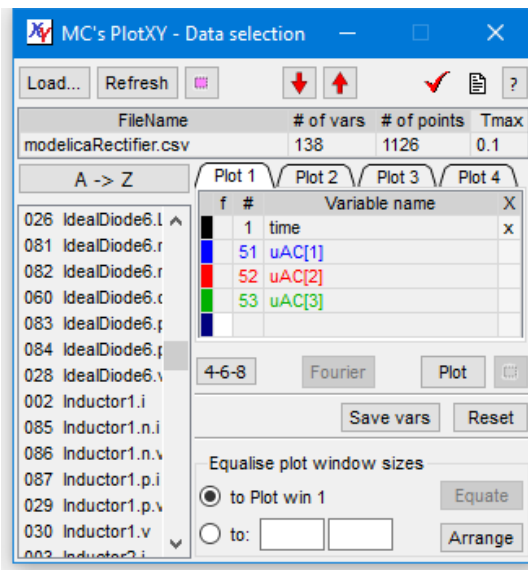 MC's PlotXY - Data selection
Load... Refresh ?
FileName # of vars # of points Tmax
modelicaRectifier.csv 138 1126 0.1
A -> Z
Plot 1 Plot 2 Plot 3 Plot 4
f # Variable name X
1 time x
51 uAC[1]
52 uAC[2]
53 uAC[3]
026 IdealDiode6.
081 IdealDiode6.
082 IdealDiode6.
060 IdealDiode6.
083 IdealDiode6.
084 IdealDiode6.
028 IdealDiode6.
002 Inductor1.i
085 Inductor1.n.i
086 Inductor1.n.v
087 Inductor1.p.i
029 Inductor1.p.v
030 Inductor1.v
003 Inductor2.i
4-6-8 Fourier Plot
Save vars Reset
Equalise plot window sizes
to Plot win 1 Equate
to: Arrange